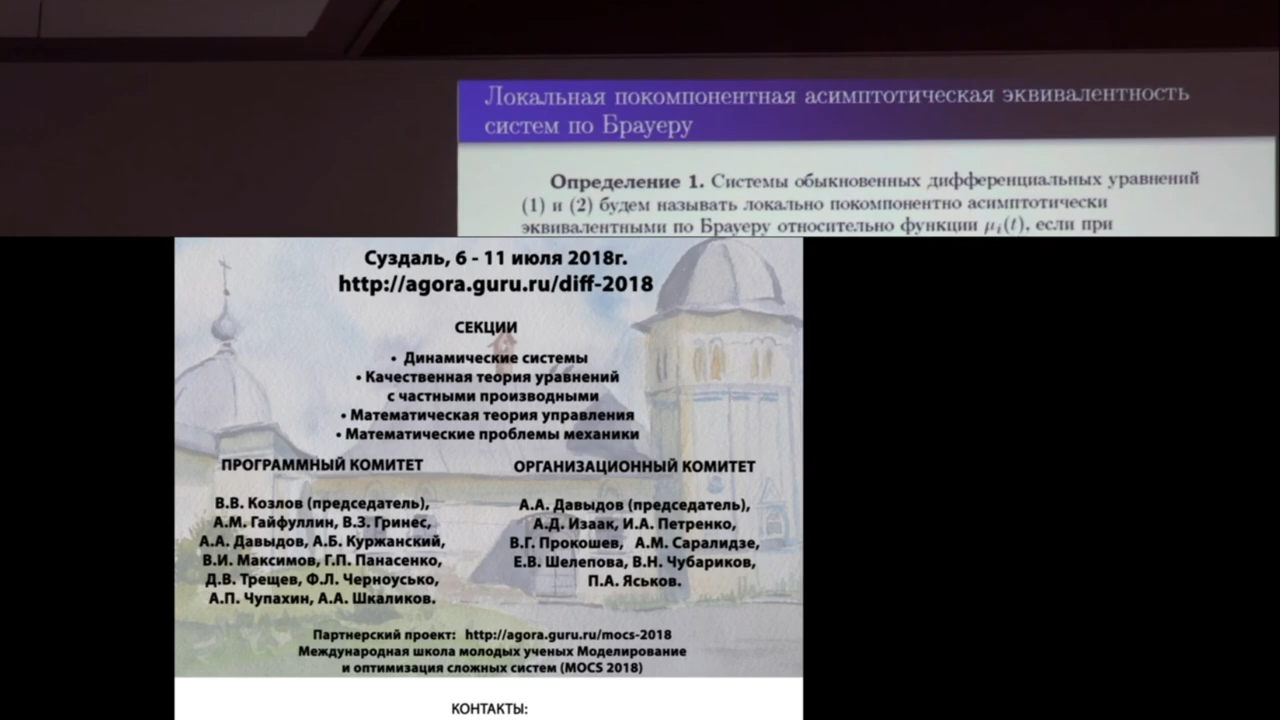 Локальная покомпонентная асимптотическая эквивалентность
систем по Брауеру
Определение 1. Системы обыкновенных дифференциальных уравнений
(1) и (2) будем называть локально покомпонентно асимптотически
эквивалентными по Брауеру относительно функции μᵢ(t), если при
Суздаль, 6 - 11 июля 2018г.
http://agora.guru.ru/diff-2018
СЕКЦИИ
• Динамические системы
• Качественная теория уравнений
с частными производными
• Математическая теория управления
• Математические проблемы механики
ПРОГРАММНЫЙ КОМИТЕТ
В.В. Козлов (председатель),
А.М. Гайфуллин, В.З. Гринес,
А.А. Давыдов, А.Б. Куржанский,
В.И. Максимов, Г.П. Панасенко,
Д.В. Трещев, Ф.Л. Черноусько,
А.П. Чупахин, А.А. Шкаликов.
ОРГАНИЗАЦИОННЫЙ КОМИТЕТ
А.А. Давыдов (председатель),
А.Д. Изаак, И.А. Петренко,
В.Г. Прокошев, А.М. Саралидзе,
Е.В. Шелепова, В.Н. Чубариков,
П.А. Яськов.
Партнерский проект: http://agora.guru.ru/mocs-2018
Международная школа молодых ученых Моделирование
и оптимизация сложных систем (MOCS 2018)
КОНТАКТЫ: